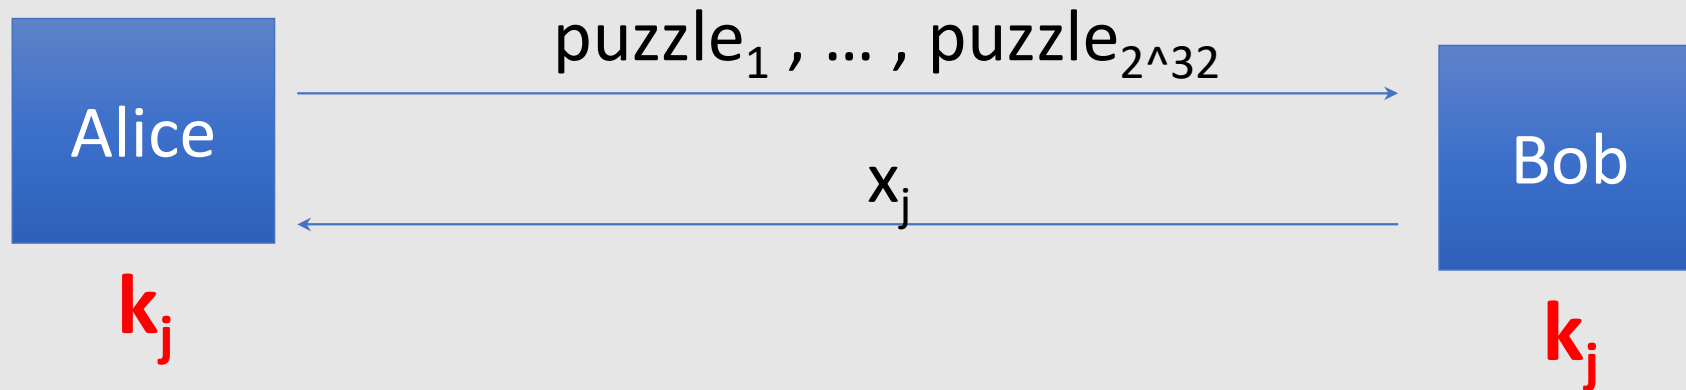 puzzle₁ , ... , puzzle₂^₃₂
Alice
Bob
xⱼ
kⱼ
kⱼ